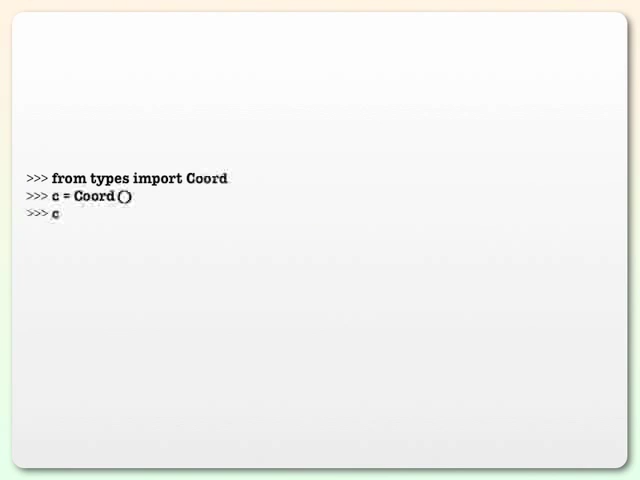 >>> from types import Coord
>>> c = Coord()
>>> c